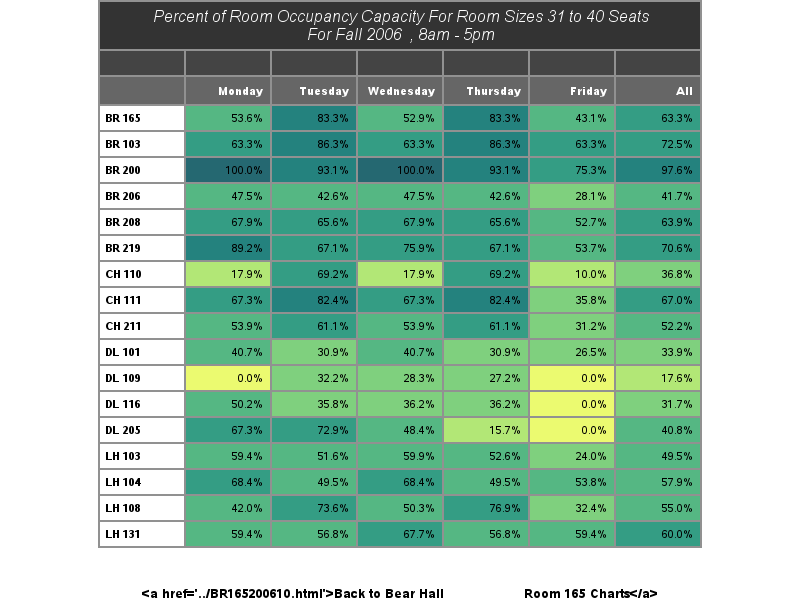 Percent of Room Occupancy Capacity For Room Sizes 31 to 40 Seats
For Fall 2006 , 8am - 5pm
Monday Tuesday Wednesday Thursday Friday All
BR 165 53.6% 83.3% 52.9% 83.3% 43.1% 63.3%
BR 103 63.3% 86.3% 63.3% 86.3% 63.3% 72.5%
BR 200 100.0% 93.1% 100.0% 93.1% 75.3% 97.6%
BR 206 47.5% 42.6% 47.5% 42.6% 28.1% 41.7%
BR 208 67.9% 65.6% 67.9% 65.6% 52.7% 63.9%
BR 219 89.2% 67.1% 75.9% 67.1% 53.7% 70.6%
CH 110 17.9% 69.2% 17.9% 69.2% 10.0% 36.8%
CH 111 67.3% 82.4% 67.3% 82.4% 35.8% 67.0%
CH 211 53.9% 61.1% 53.9% 61.1% 31.2% 52.2%
DL 101 40.7% 30.9% 40.7% 30.9% 26.5% 33.9%
DL 109 0.0% 32.2% 28.3% 27.2% 0.0% 17.6%
DL 116 50.2% 35.8% 36.2% 36.2% 0.0% 31.7%
DL 205 67.3% 72.9% 48.4% 15.7% 0.0% 40.8%
LH 103 59.4% 51.6% 59.9% 52.6% 24.0% 49.5%
LH 104 68.4% 49.5% 68.4% 49.5% 53.8% 57.9%
LH 108 42.0% 73.6% 50.3% 76.9% 32.4% 55.0%
LH 131 59.4% 56.8% 67.7% 56.8% 59.4% 60.0%
<a href='../BR165200610.html'>Back to Bear Hall Room 165 Charts</a>